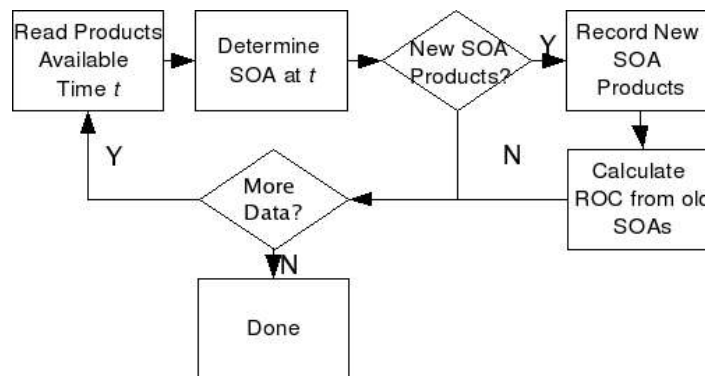 Read Products
Available
Time t
Determine
SOA at t
New SOA
Products?
Y
Record New
SOA
Products
Calculate
ROC from old
SOAs
N
More
Data?
Y
N
Done